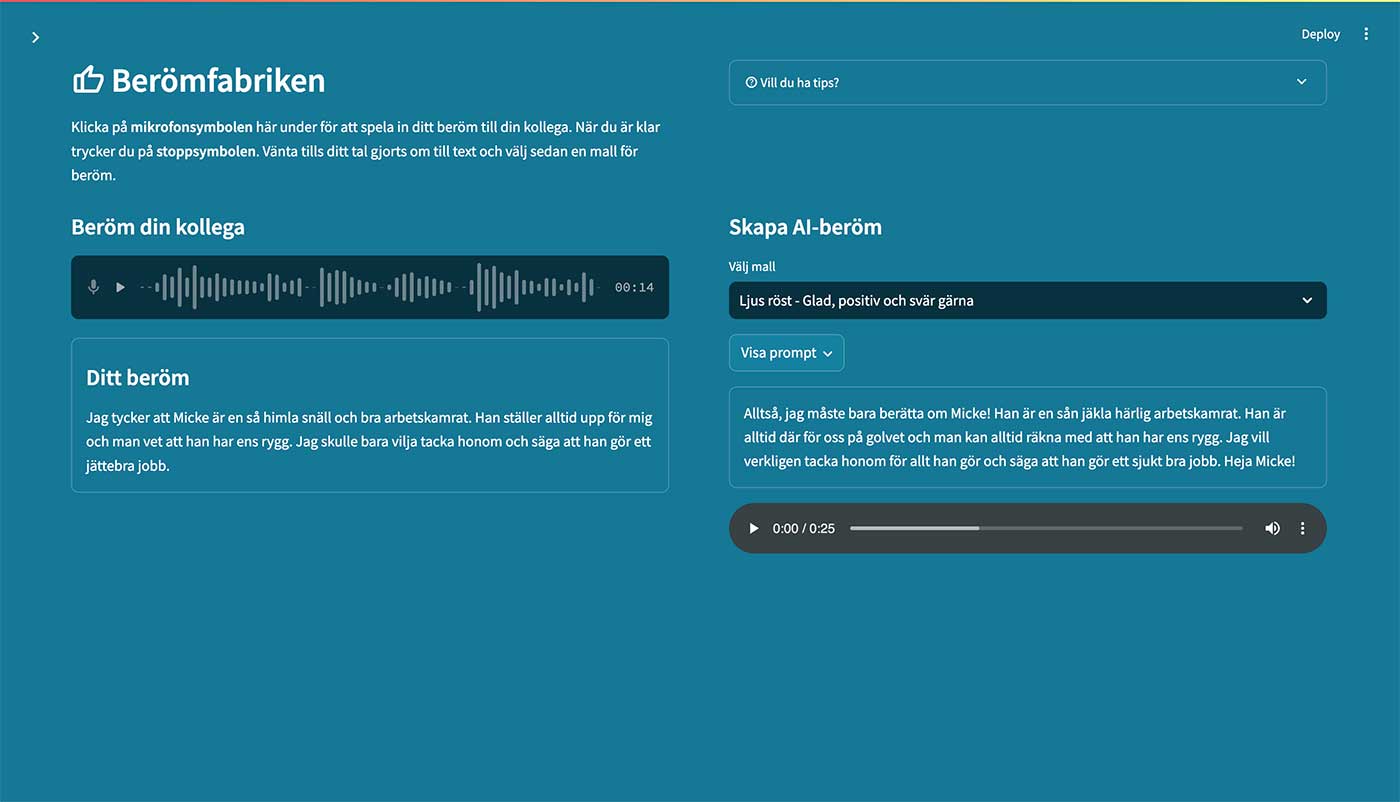 Deploy
Berömfabriken
Vill du ha tips?
Klicka på mikrofonsymbolen här under för att spela in ditt beröm till din kollega. När du är klar
trycker du på stoppsymbolen. Vänta tills ditt tal gjorts om till text och välj sedan en mall för
beröm.
Beröm din kollega
00:14
Ditt beröm
Jag tycker att Micke är en så himla snäll och bra arbetskamrat. Han ställer alltid upp för mig
och man vet att han har ens rygg. Jag skulle bara vilja tacka honom och säga att han gör ett
jättebra jobb.
Skapa AI-beröm
Välj mall
Ljus röst - Glad, positiv och svär gärna
Visa prompt
Alltså, jag måste bara berätta om Micke! Han är en sån jäkla härlig arbetskamrat. Han är
alltid där för oss på golvet och man kan alltid räkna med att han har ens rygg. Jag vill
verkligen tacka honom för allt han gör och säga att han gör ett sjukt bra jobb. Heja Micke!
0:00 / 0:25